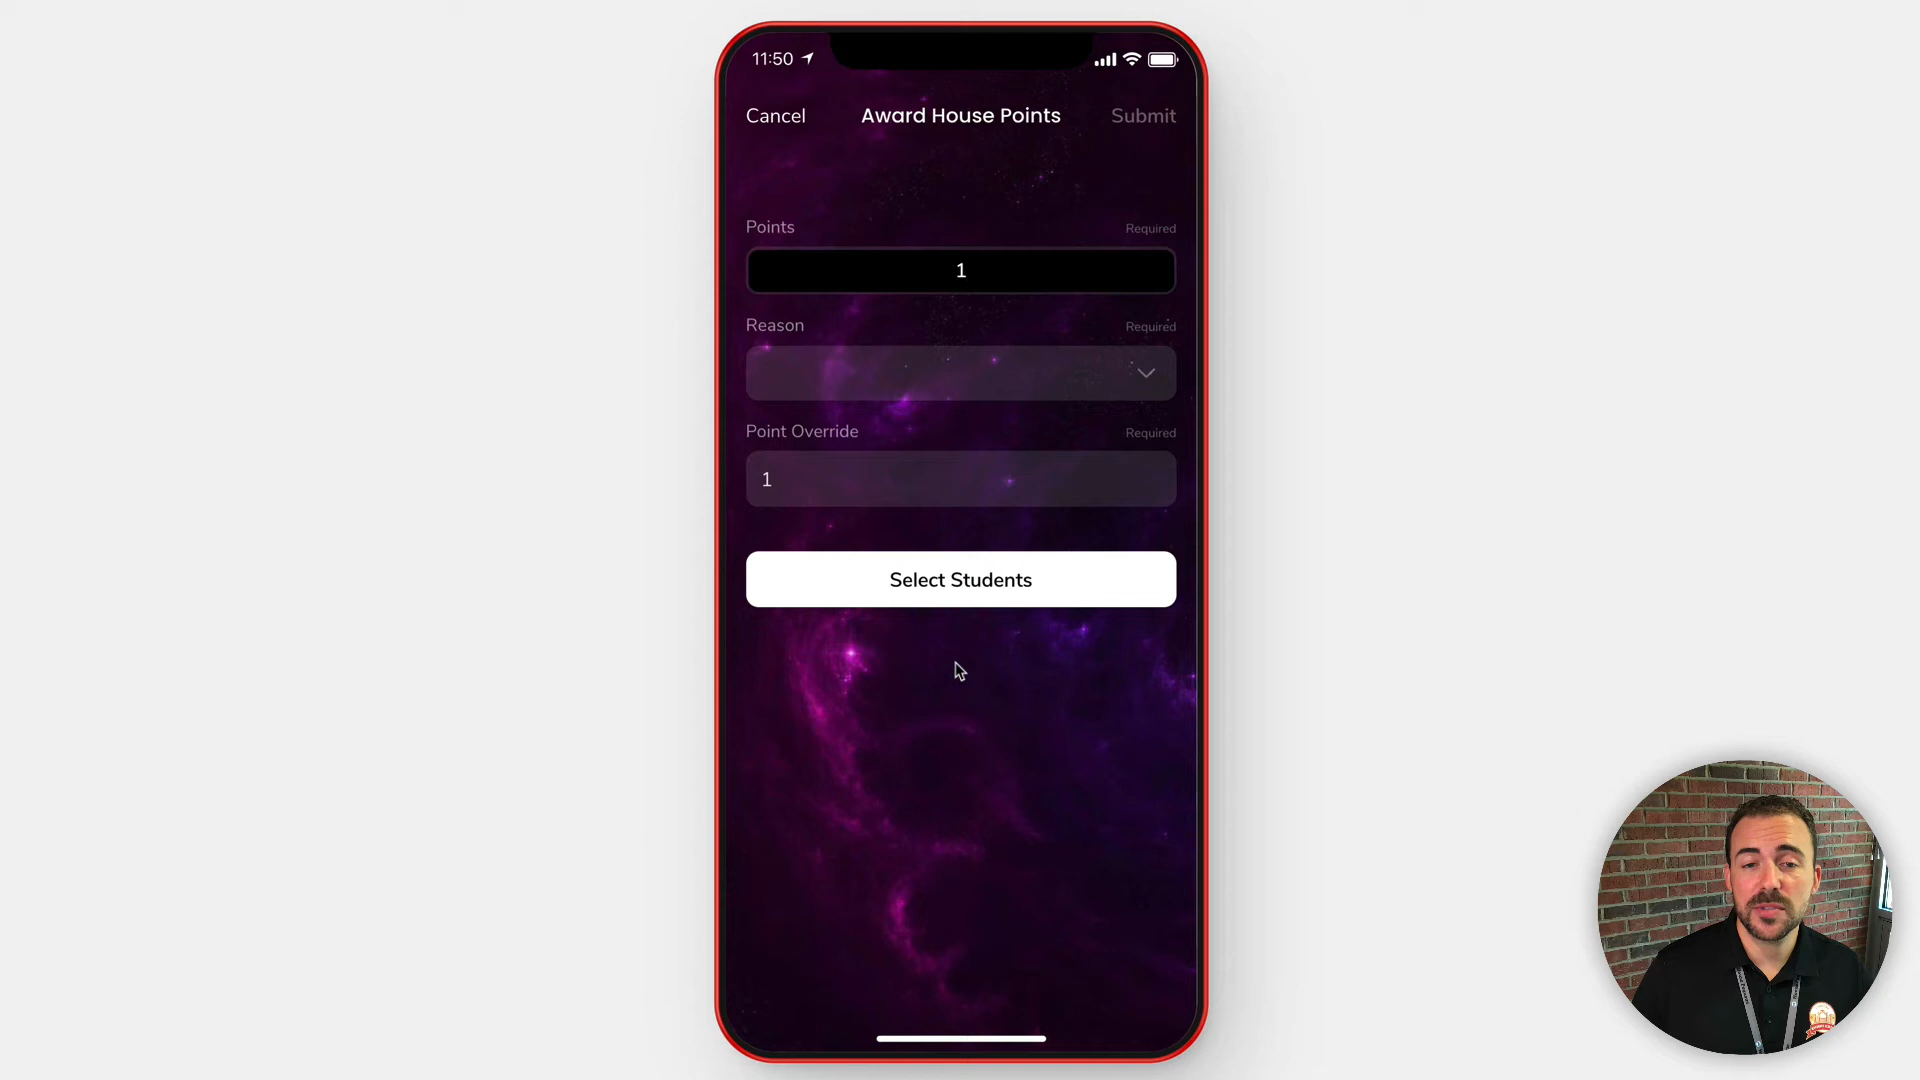 11:50
Cancel
Award House Points
Submit
Points
Required
1
Reason
Required
Point Override
Required
1
Select Students